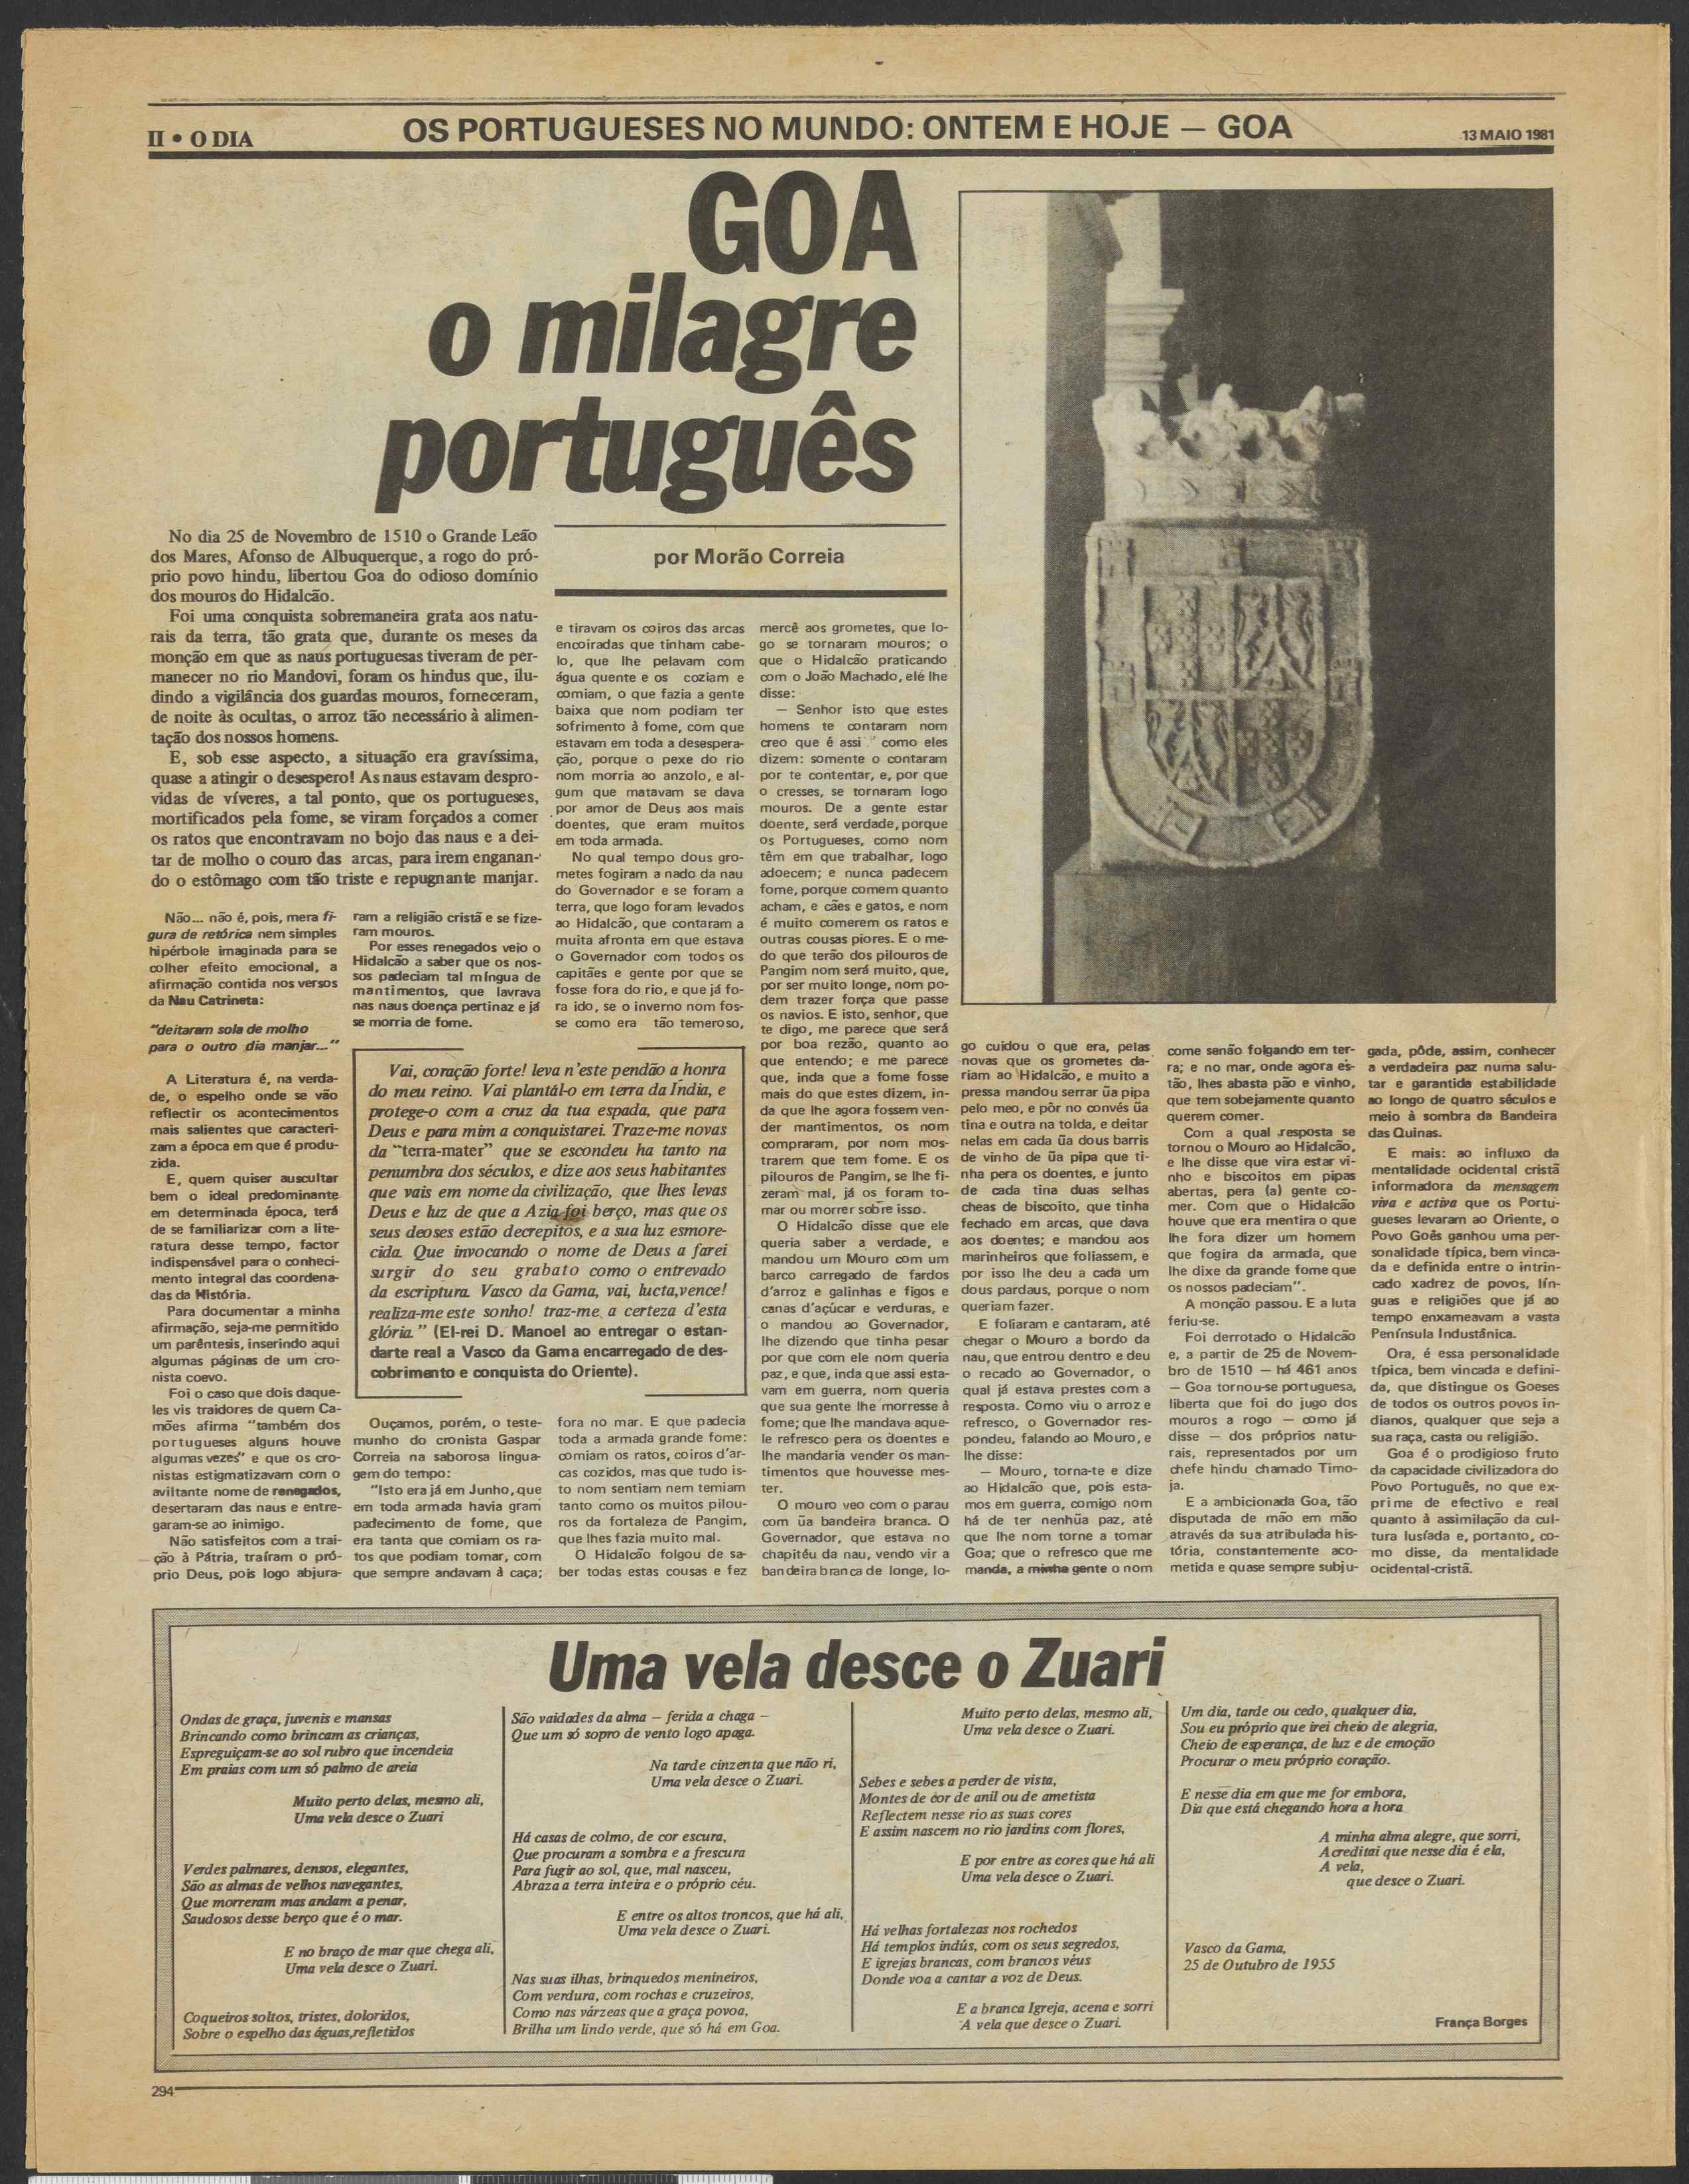 II • O DIA
OS PORTUGUESES NO MUNDO: ONTEM E HOJE — GOA
13 MAIO 1981
GOA
o milagre
português
por Morão Correia
No dia 25 de Novembro de 1510 o Grande Leão
dos Mares, Afonso de Albuquerque, a rogo do pró-
prio povo hindu, libertou Goa do odioso domínio
dos mouros do Hidalcão.
Foi uma conquista sobremaneira grata aos natu-
rais da terra, tão grata que, durante os meses da
monção em que as naus portuguesas tiveram de per-
manecer no rio Mandovi, foram os hindus que, ilu-
dindo a vigilância dos guardas mouros, forneceram,
de noite às ocultas, o arroz tão necessário à alimen-
tação dos nossos homens.
E, sob esse aspecto, a situação era gravíssima,
quase a atingir o desespero! As naus estavam despro-
vidas de víveres, a tal ponto, que os portugueses,
mortificados pela fome, se viram forçados a comer
os ratos que encontravam no bojo das naus e a dei-
tar de molho o couro das arcas, para irem enganan-
do o estômago com tão triste e repugnante manjar.
Não... não é, pois, mera fi-
gura de retórica nem simples
hipérbole imaginada para se
colher efeito emocional, a
afirmação contida nos versos
da Nau Catrineta:
"deitaram sola de molho
para o outro dia manjar..."
A Literatura é, na verda-
de, o espelho onde se vão
reflectir os acontecimentos
mais salientes que caracteri-
zam a época em que é produ-
zida.
E, quem quiser auscultar
bem o ideal predominante
em determinada época, terá
de se familiarizar com a lite-
ratura desse tempo, factor
indispensável para o conheci-
mento integral das coordena-
das da História.
Para documentar a minha
afirmação, seja-me permitido
um parêntesis, inserindo aqui
algumas páginas de um cro-
nista coevo.
Foi o caso que dois daque-
les vis traidores de quem Ca-
mões afirma "também dos
portugueses alguns houve
algumas vezes" e que os cro-
nistas estigmatizavam com o
aviltante nome de renegados,
desertaram das naus e entre-
garam-se ao inimigo.
Não satisfeitos com a trai-
ção à Pátria, traíram o pró-
prio Deus, pois logo abjura-
ram a religião cristã e se fize-
ram mouros.
Por esses renegados veio o
Hidalcão a saber que os nos-
sos padeciam tal míngua de
mantimentos, que lavrava
nas naus doença pertinaz e já
se morria de fome.
Vai, coração forte! leva n'este pendão a honra
do meu reino. Vai plantál-o em terra da Índia, e
protege-o com a cruz da tua espada, que para
Deus e para mim a conquistarei. Traze-me novas
da "terra-mater" que se escondeu ha tanto na
penumbra dos séculos, e dize aos seus habitantes
que vais em nome da civilização, que lhes levas
Deus e luz de que a Azia foi berço, mas que os
seus deoses estão decrepitos, e a sua luz esmore-
cida. Que invocando o nome de Deus a farei
surgir do seu grabato como o entrevado
da escriptura. Vasco da Gama, vai, lucta,vence!
realiza-me este sonho! traz-me a certeza d'esta
glória." (El-rei D. Manoel ao entregar o estan-
darte real a Vasco da Gama encarregado de des-
cobrimento e conquista do Oriente).
Ouçamos, porém, o teste-
munho do cronista Gaspar
Correia na saborosa lingua-
gem do tempo:
"Isto era já em Junho, que
em toda armada havia gram
padecimento de fome, que
era tanta que comiam os ra-
tos que podiam tomar, com
que sempre andavam à caça;
e tiravam os coiros das arcas
encoiradas que tinham cabe-
lo, que lhe pelavam com
água quente e os coziam e
comiam, o que fazia a gente
baixa que nom podiam ter
sofrimento à fome, com que
estavam em toda a desespera-
ção, porque o pexe do rio
nom morria ao anzolo, e al-
gum que matavam se dava
por amor de Deus aos mais
doentes, que eram muitos
em toda armada.
No qual tempo dous gro-
metes fogiram a nado da nau
do Governador e se foram a
terra, que logo foram levados
ao Hidalcão, que contaram a
muita afronta em que estava
o Governador com todos os
capitães e gente por que se
fosse fora do rio, e que já fo-
ra ido, se o inverno nom fos-
se como era tão temeroso,
fora no mar. E que padecia
toda a armada grande fome:
comiam os ratos, coiros d'ar-
cas cozidos, mas que tudo is-
to nom sentiam nem temiam
tanto como os muitos pilou-
ros da fortaleza de Pangim,
que lhes fazia muito mal.
O Hidalcão folgou de sa-
ber todas estas cousas e fez
mercê aos grometes, que lo-
go se tornaram mouros; o
que o Hidalcão praticando
com o João Machado, elé lhe
disse:
— Senhor isto que estes
homens te contaram nom
creo que é assi como eles
dizem: somente o contaram
por te contentar, e, por que
o cresses, se tornaram logo
mouros. De a gente estar
doente, será verdade, porque
os Portugueses, como nom
têm em que trabalhar, logo
adoecem; e nunca padecem
fome, porque comem quanto
acham, e cães e gatos, e nom
é muito comerem os ratos e
outras cousas piores. E o me-
do que terão dos pilouros de
Pangim nom será muito, que,
por ser muito longe, nom po-
dem trazer força que passe
os navios. E isto, senhor, que
te digo, me parece que será
por boa rezão, quanto ao
que entendo; e me parece
que, inda que a fome fosse
mais do que estes dizem, in-
da que lhe agora fossem ven-
der mantimentos, os nom
compraram, por nom mos-
trarem que tem fome. E os
pilouros de Pangim, se lhe fi-
zeram mal, já os foram to-
mar ou morrer sobre isso.
O Hidalcão disse que ele
queria saber a verdade, e
mandou um Mouro com um
barco carregado de fardos
d'arroz e galinhas e figos e
canas d'açúcar e verduras, e
o mandou ao Governador,
lhe dizendo que tinha pesar
por que com ele nom queria
paz, e que, inda que assi esta-
vam em guerra, nom queria
que sua gente lhe morresse à
fome; que lhe mandava aque-
le refresco pera os doentes e
lhe mandaria vender os man-
timentos que houvesse mes-
ter.
O mouro veo com o parau
com ũa bandeira branca. O
Governador, que estava no
chapitéu da nau, vendo vir a
bandeira branca de longe, lo-
go cuidou o que era, pelas
novas que os grometes da-
riam ao Hidalcão, e muito a
pressa mandou serrar ũa pipa
pelo meo, e pôr no convés ũa
tina e outra na tolda, e deitar
nelas em cada ũa dous barris
de vinho de ũa pipa que ti-
nha pera os doentes, e junto
de cada tina duas selhas
cheas de biscoito, que tinha
fechado em arcas, que dava
aos doentes; e mandou aos
marinheiros que foliassem, e
por isso lhe deu a cada um
dous pardaus, porque o nom
queriam fazer.
E foliaram e cantaram, até
chegar o Mouro a bordo da
nau, que entrou dentro e deu
o recado ao Governador, o
qual já estava prestes com a
resposta. Como viu o arroz e
refresco, o Governador res-
pondeu, falando ao Mouro, e
lhe disse:
— Mouro, torna-te e dize
ao Hidalcão que, pois esta-
mos em guerra, comigo nom
há de ter nenhũa paz, até
que lhe nom torne a tomar
Goa; que o refresco que me
manda, a minha gente o nom
come senão folgando em ter-
ra; e no mar, onde agora es-
tão, lhes abasta pão e vinho,
que tem sobejamente quanto
querem comer.
Com a qual resposta se
tornou o Mouro ao Hidalcão,
e lhe disse que vira estar vi-
nho e biscoitos em pipas
abertas, pera (a) gente co-
mer. Com que o Hidalcão
houve que era mentira o que
lhe fora dizer um homem
que fogira da armada, que
lhe dixe da grande fome que
os nossos padeciam".
A monção passou. E a luta
feriu-se.
Foi derrotado o Hidalcão
e, a partir de 25 de Novem-
bro de 1510 — há 461 anos
— Goa tornou-se portuguesa,
liberta que foi do jugo dos
mouros a rogo — como já
disse — dos próprios natu-
rais, representados por um
chefe hindu chamado Timo-
ja.
E a ambicionada Goa, tão
disputada de mão em mão
através da sua atribulada his-
tória, constantemente aco-
metida e quase sempre subju-
gada, pôde, assim, conhecer
a verdadeira paz numa salu-
tar e garantida estabilidade
ao longo de quatro séculos e
meio à sombra da Bandeira
das Quinas.
E mais: ao influxo da
mentalidade ocidental cristã
informadora da mensagem
viva e activa que os Portu-
gueses levaram ao Oriente, o
Povo Goês ganhou uma per-
sonalidade típica, bem vinca-
da e definida entre o intrin-
cado xadrez de povos, lín-
guas e religiões que já ao
tempo enxameavam a vasta
Península Industânica.
Ora, é essa personalidade
típica, bem vincada e defini-
da, que distingue os Goeses
de todos os outros povos in-
dianos, qualquer que seja a
sua raça, casta ou religião.
Goa é o prodigioso fruto
da capacidade civilizadora do
Povo Português, no que ex-
prime de efectivo e real
quanto à assimilação da cul-
tura lusíada e, portanto, co-
mo disse, da mentalidade
ocidental-cristã.
Uma vela desce o Zuari
Ondas de graça, juvenis e mansas
Brincando como brincam as crianças,
Espreguiçam-se ao sol rubro que incendeia
Em praias com um só palmo de areia
Muito perto delas, mesmo ali,
Uma vela desce o Zuari
Verdes palmares, densos, elegantes,
São as almas de velhos navegantes,
Que morreram mas andam a penar,
Saudosos desse berço que é o mar.
E no braço de mar que chega ali,
Uma vela desce o Zuari.
Coqueiros soltos, tristes, doloridos,
Sobre o espelho das águas,refletidos
São vaidades da alma — ferida a chaga —
Que um só sopro de vento logo apaga.
Na tarde cinzenta que não ri,
Uma vela desce o Zuari.
Há casas de colmo, de cor escura,
Que procuram a sombra e a frescura
Para fugir ao sol, que, mal nasceu,
Abraza a terra inteira e o próprio céu.
E entre os altos troncos, que há ali,
Uma vela desce o Zuari.
Nas suas ilhas, brinquedos menineiros,
Com verdura, com rochas e cruzeiros,
Como nas várzeas que a graça povoa,
Brilha um lindo verde, que só há em Goa.
Muito perto delas, mesmo ali,
Uma vela desce o Zuari.
Sebes e sebes a perder de vista,
Montes de cor de anil ou de ametista
Reflectem nesse rio as suas cores
E assim nascem no rio jardins com flores,
E por entre as cores que há ali
Uma vela desce o Zuari.
Há velhas fortalezas nos rochedos
Há templos indús, com os seus segredos,
E igrejas brancas, com brancos véus
Donde voa a cantar a voz de Deus.
E a branca Igreja, acena e sorri
A vela que desce o Zuari.
Um dia, tarde ou cedo, qualquer dia,
Sou eu próprio que irei cheio de alegria,
Cheio de esperança, de luz e de emoção
Procurar o meu próprio coração.
E nesse dia em que me for embora,
Dia que está chegando hora a hora
A minha alma alegre, que sorri,
Acreditai que nesse dia é ela,
A vela,
que desce o Zuari.
Vasco da Gama,
25 de Outubro de 1955
França Borges
294